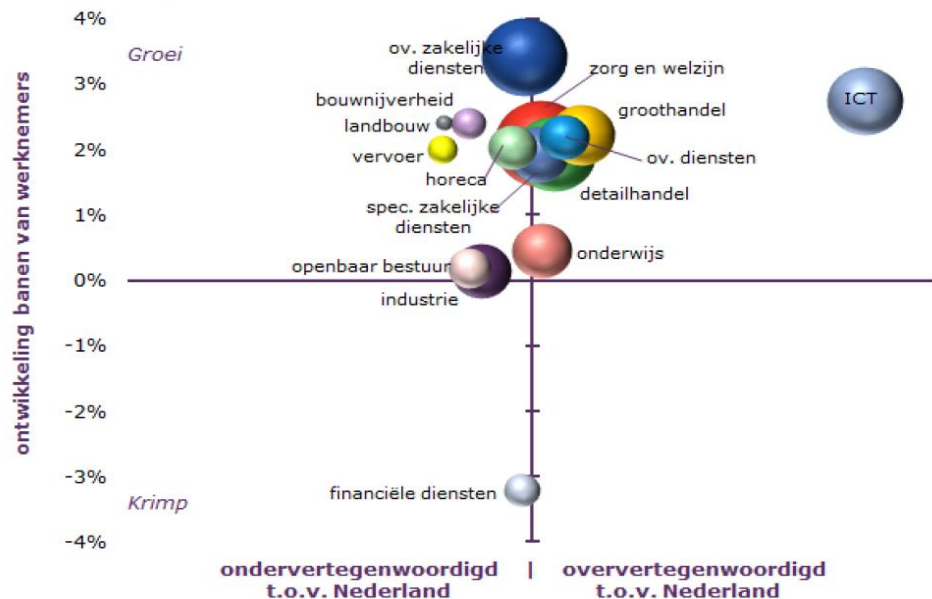 4%
Groei
ov. zakelijke
diensten
zorg en welzijn
3%
bouwnijverheid
groothandel
ICT
landbouw
2%
vervoer
ov. diensten
horeca
detailhandel
spec. zakelijke
diensten
1%
onderwijs
openbaar bestuur
0%
industrie
-1%
-2%
-3%
financiële diensten
Krimp
-4%
ontwikkeling banen van werknemers
ondervertegenwoordigd | oververtegenwoordigd
t.o.v. Nederland t.o.v. Nederland